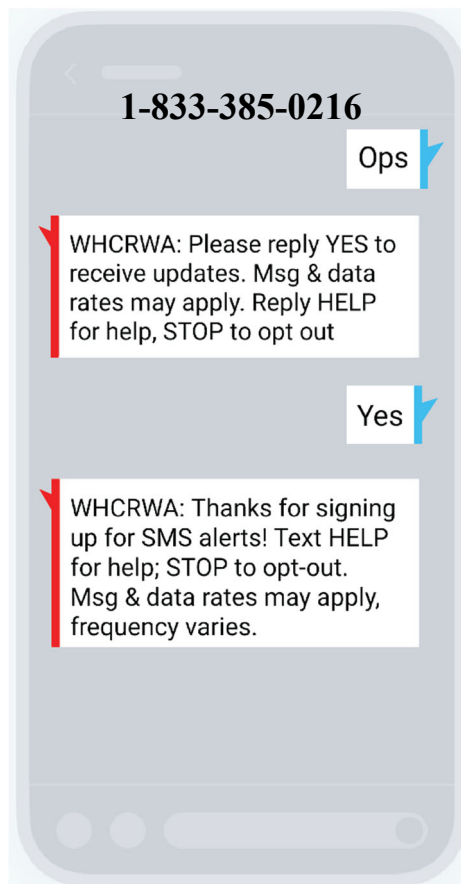 1-833-385-0216
Ops
WHCRWA: Please reply YES to
receive updates. Msg & data
rates may apply. Reply HELP
for help, STOP to opt out
Yes
WHCRWA: Thanks for signing
up for SMS alerts! Text HELP
for help; STOP to opt-out.
Msg & data rates may apply,
frequency varies.